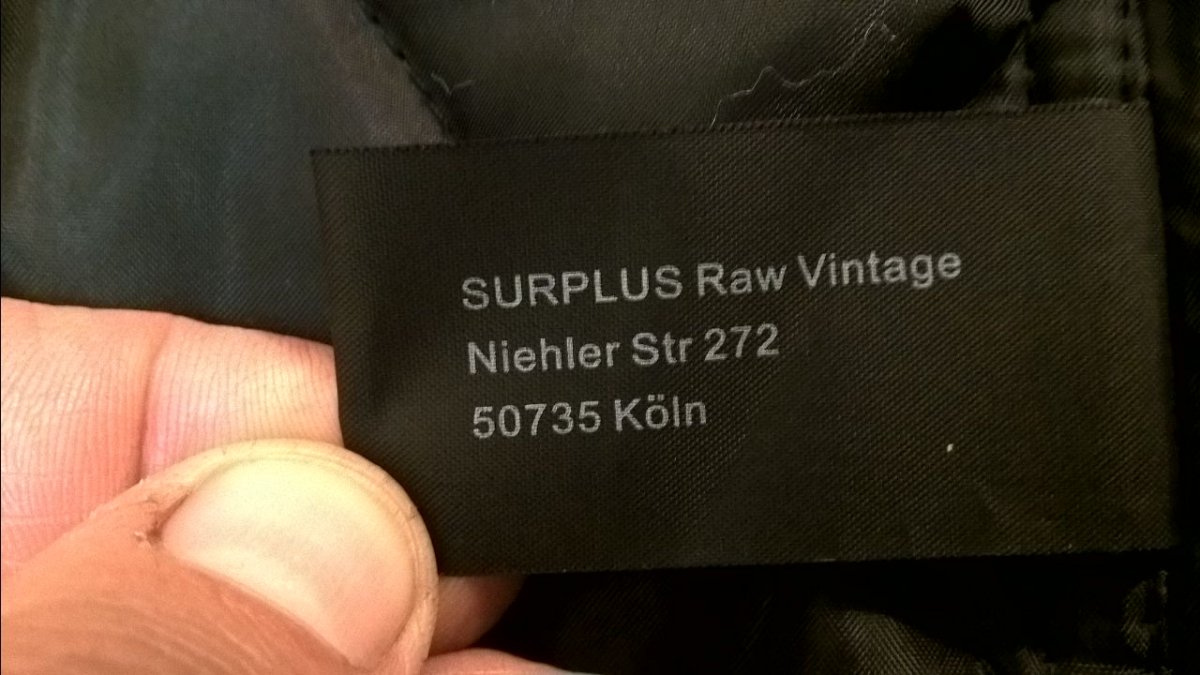 SURPLUS Raw Vintage
Niehler Str 272
50735 Köln